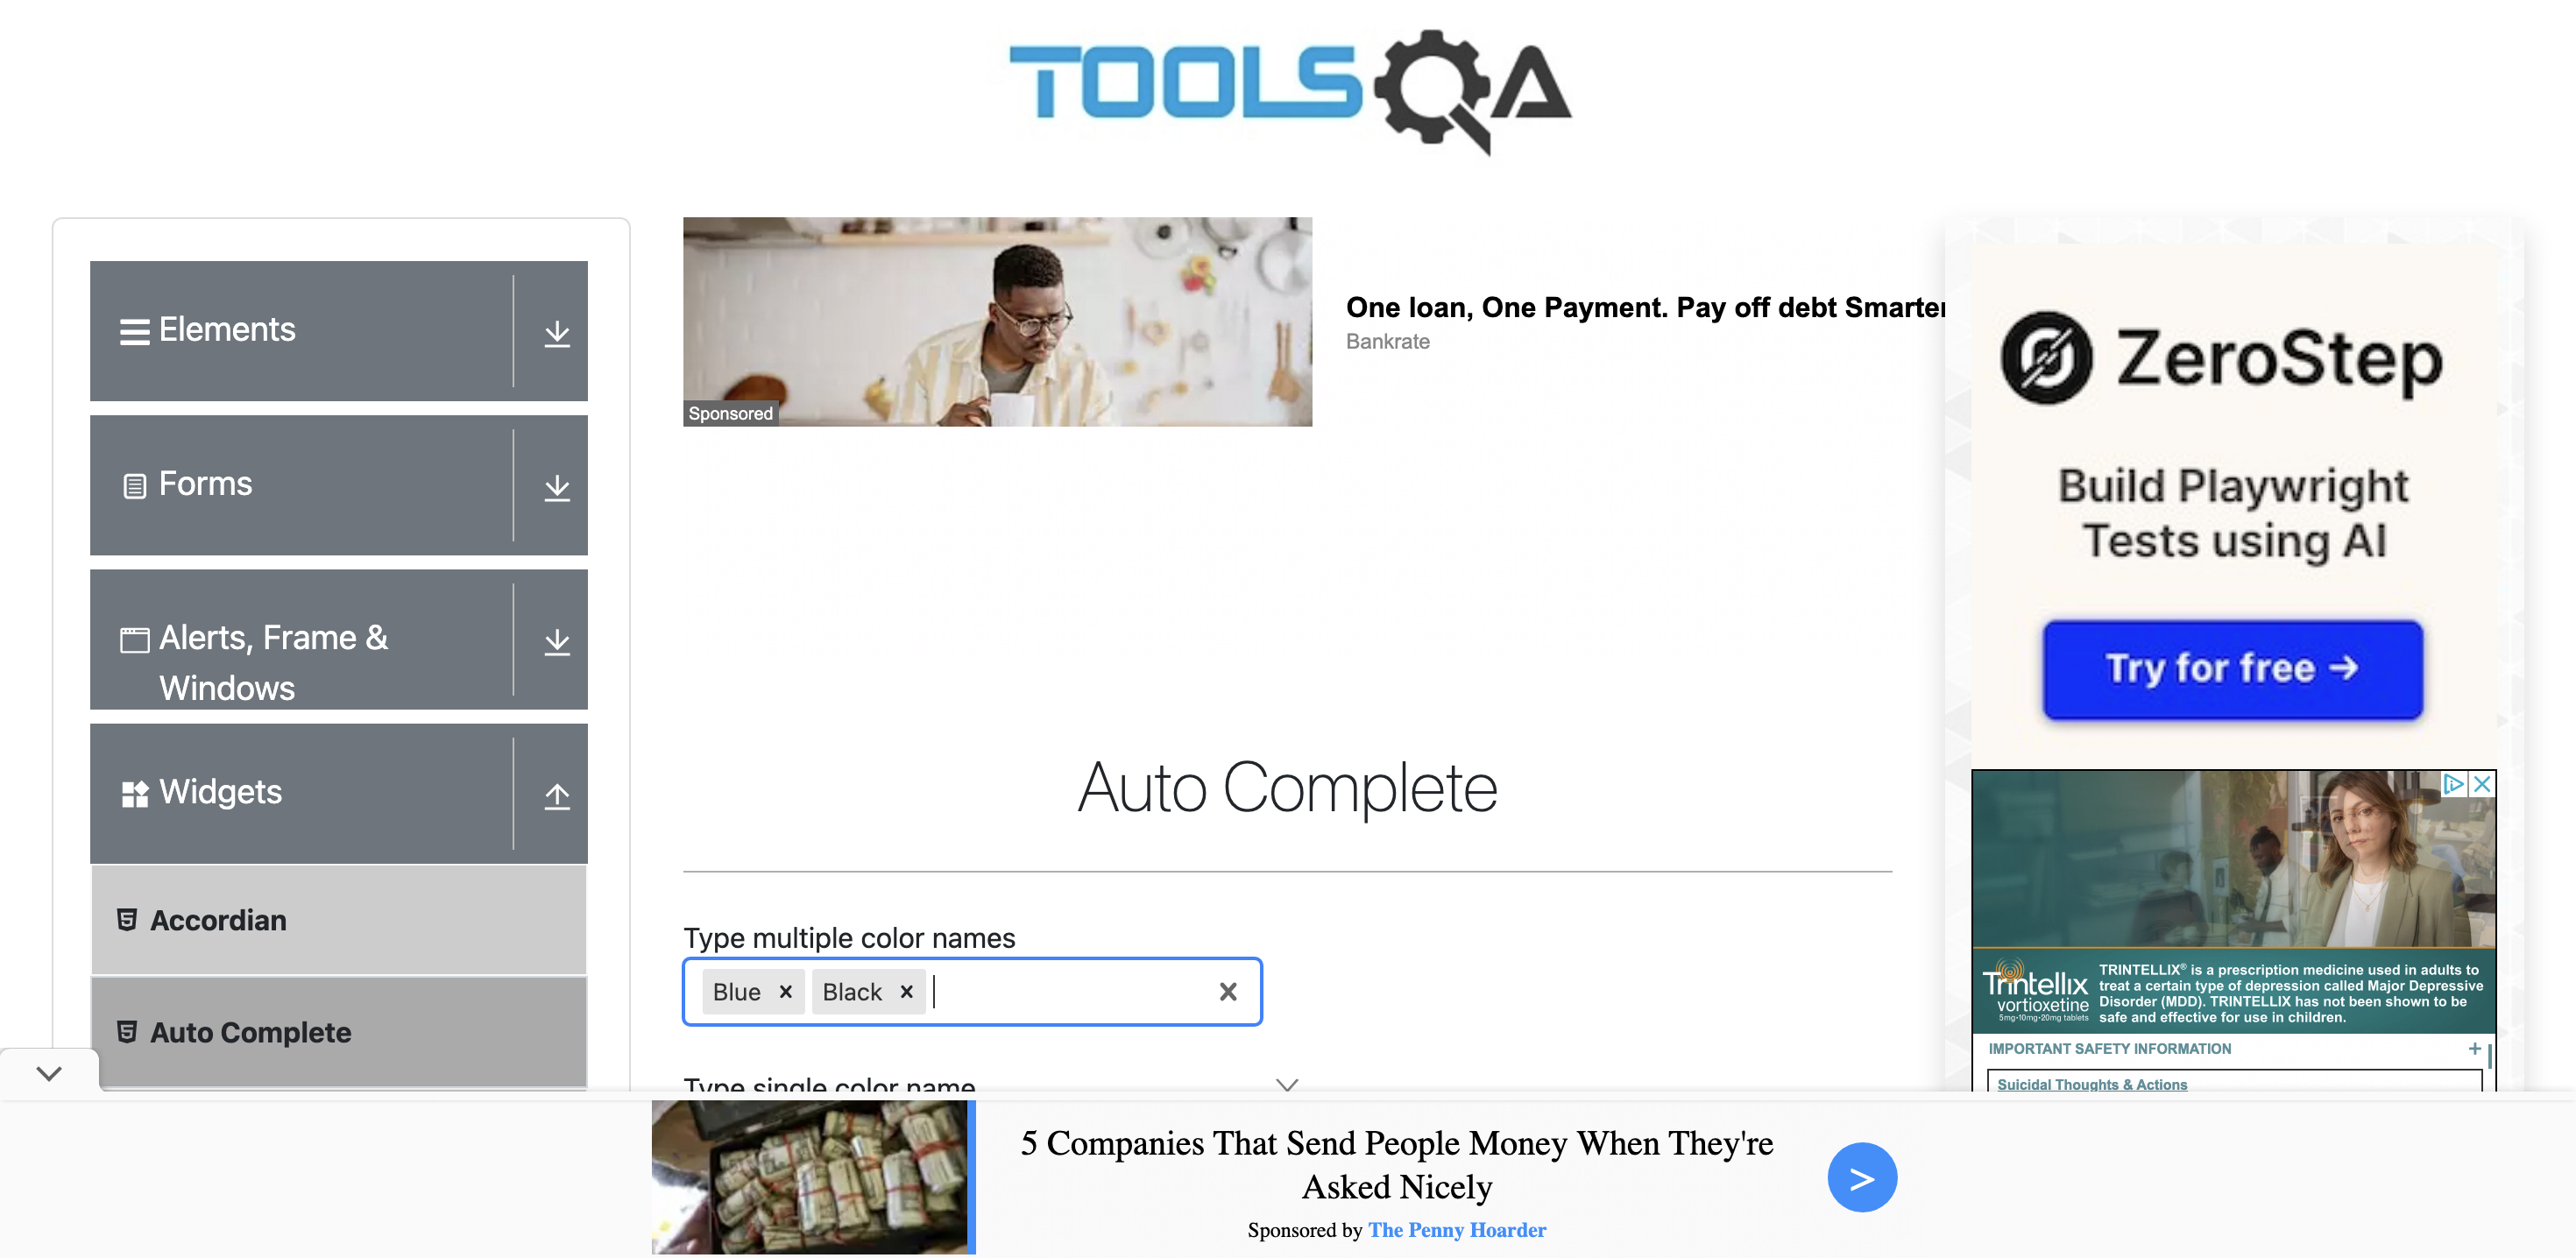 TOOLSQA
Elements
Forms
Alerts, Frame &
Windows
Widgets
Accordian
Auto Complete
Sponsored
One loan, One Payment. Pay off debt Smarter
Bankrate
Auto Complete
Type multiple color names
Blue
Black
Type single color name
ZeroStep
Build Playwright
Tests using AI
Try for free →
Trintellix
vortioxetine
5mg•10mg•20mg tablets
TRINTELLIX® is a prescription medicine used in adults to
treat a certain type of depression called Major Depressive
Disorder (MDD). TRINTELLIX has not been shown to be
safe and effective for use in children.
IMPORTANT SAFETY INFORMATION
Suicidal Thoughts & Actions
5 Companies That Send People Money When They're
Asked Nicely
Sponsored by The Penny Hoarder